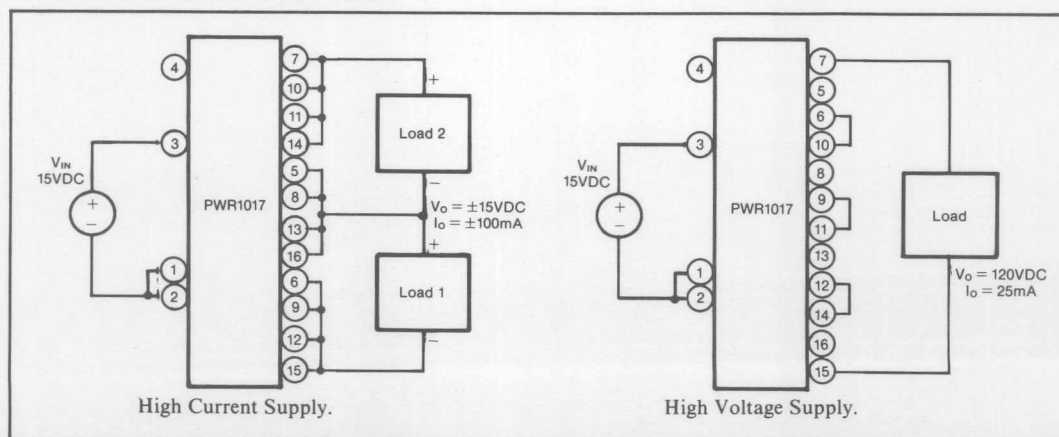 4
3
V_IN
15VDC
+
−
1
2
PWR1017
7
10
11
14
5
8
13
16
6
9
12
15
+
Load 2
−
V_O = ±15VDC
I_O = ±100mA
+
Load 1
−
High Current Supply.
4
3
V_IN
15VDC
+
−
1
2
PWR1017
7
5
6
10
8
9
11
13
12
14
16
15
Load
V_O = 120VDC
I_O = 25mA
High Voltage Supply.